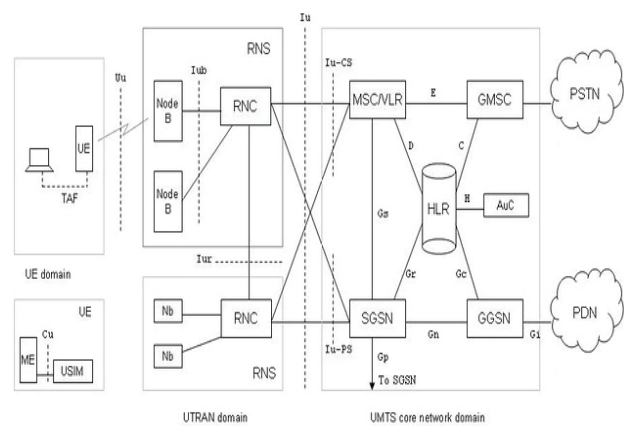 Iu
RNS
Uu
Iub
Iu-CS
Node
B
RNC
MSC/VLR
E
GMSC
PSTN
UE
TAF
Node
B
D
C
HLR
H
AuC
Gs
UE domain
Iur
Gr
Gc
UE
Nb
RNC
SGSN
GGSN
PDN
Cu
Gn
Gi
ME
USIM
Nb
Iu-PS
Gp
RNS
To SGSN
UTRAN domain
UMTS core network domain